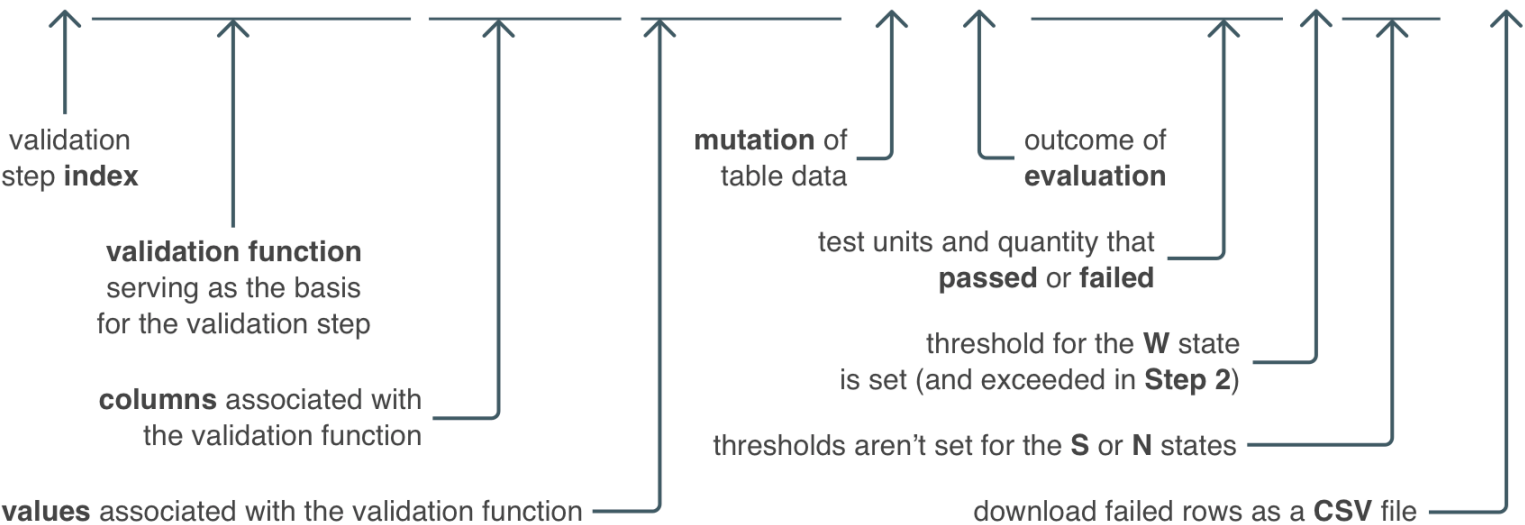 validation
step index
mutation of
table data
outcome of
evaluation
validation function
serving as the basis
for the validation step
test units and quantity that
passed or failed
threshold for the W state
is set (and exceeded in Step 2)
columns associated with
the validation function
thresholds aren't set for the S or N states
values associated with the validation function
download failed rows as a CSV file